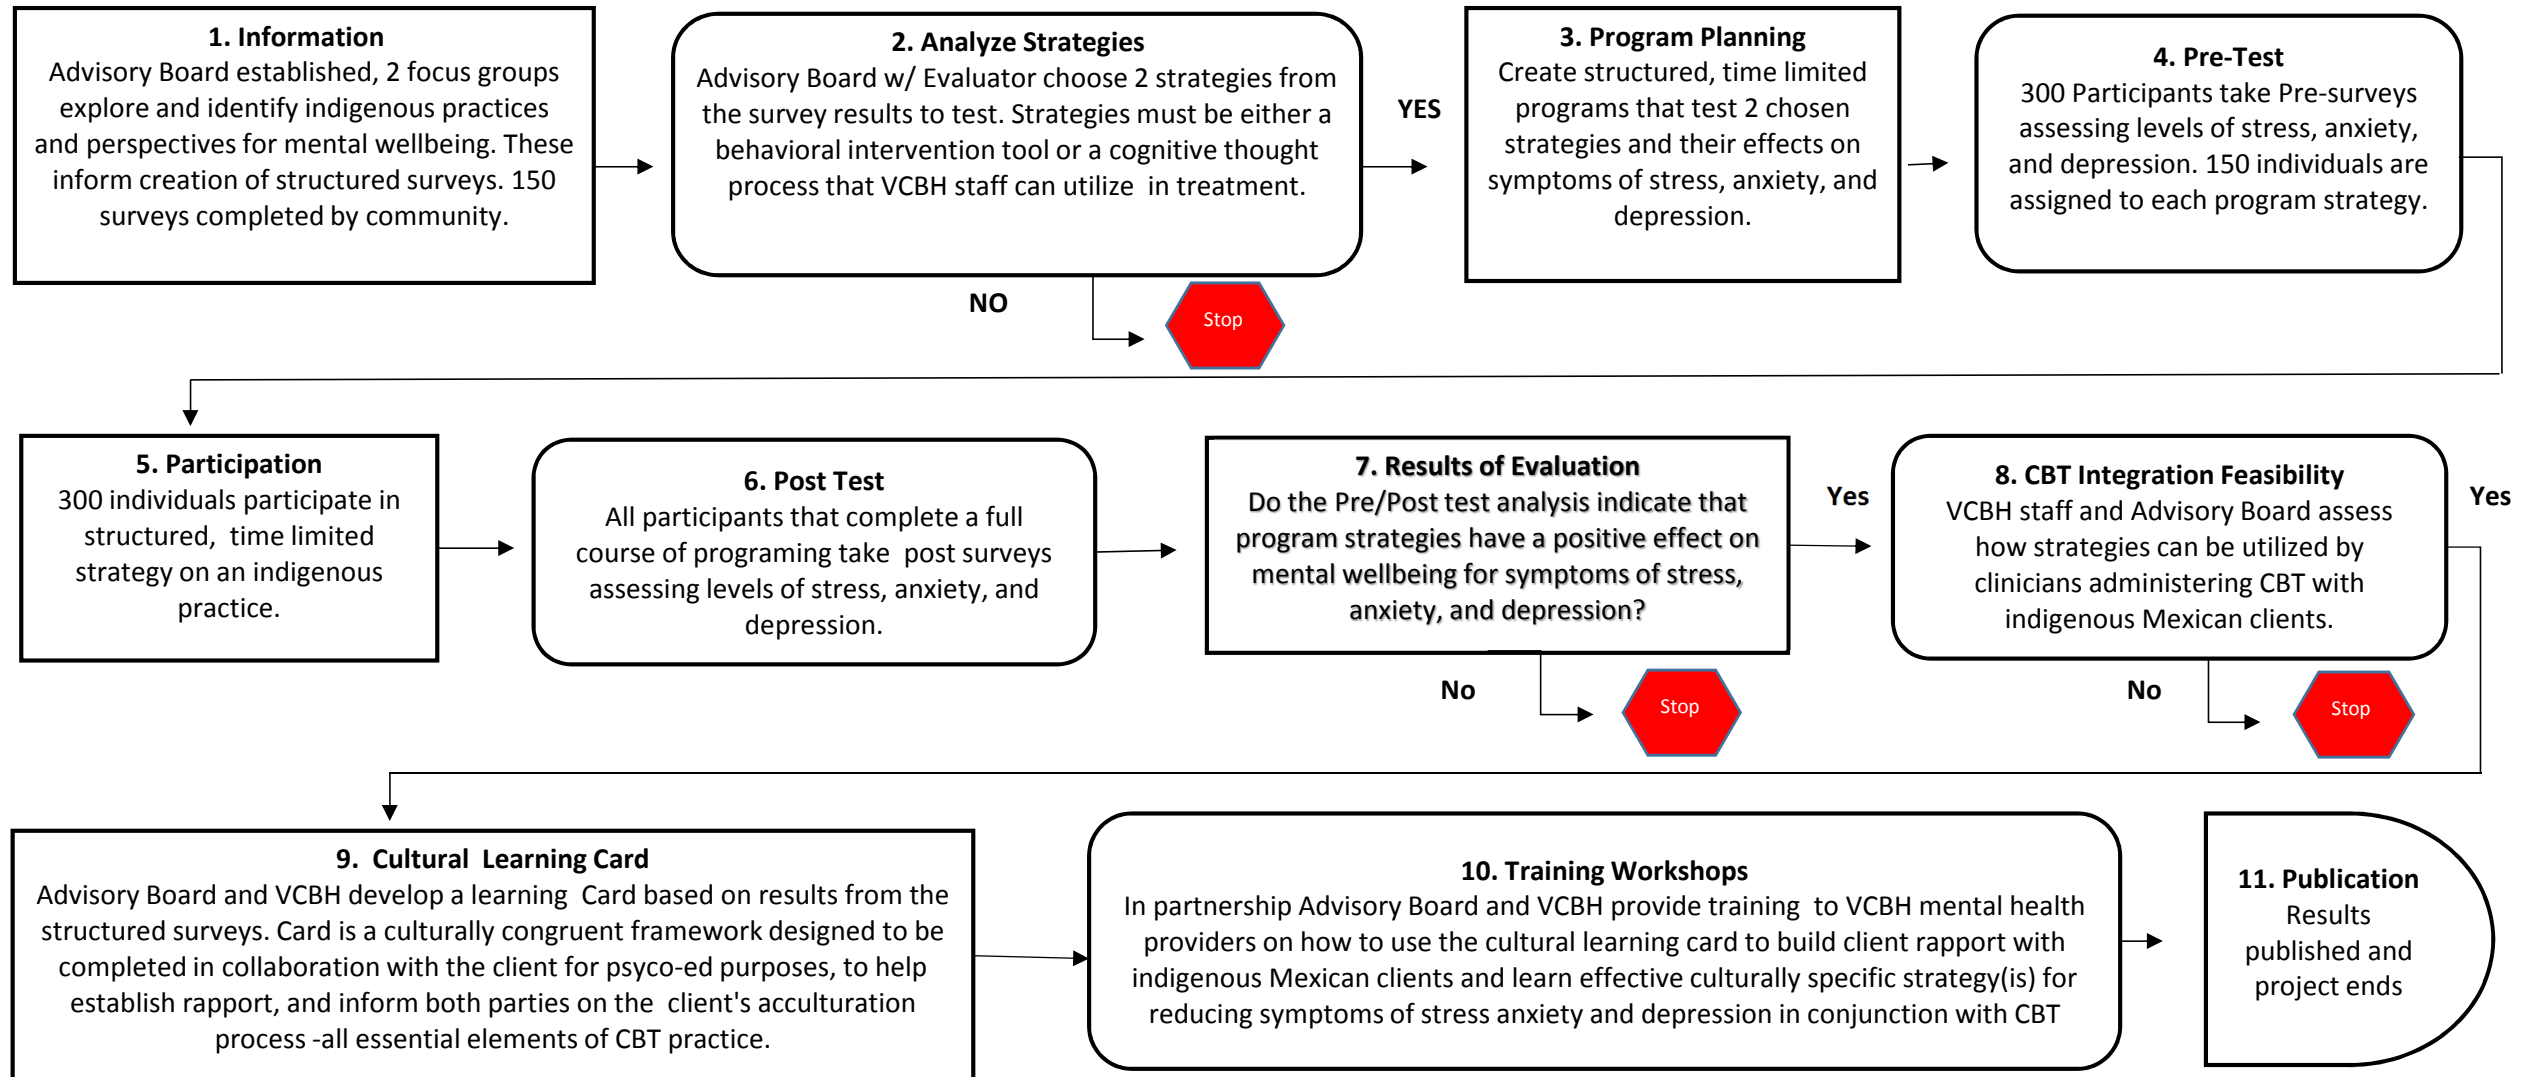 1. Information
Advisory Board established, 2 focus groups
explore and identify indigenous practices
and perspectives for mental wellbeing. These
inform creation of structured surveys. 150
surveys completed by community.
2. Analyze Strategies
Advisory Board w/ Evaluator choose 2 strategies from
the survey results to test. Strategies must be either a
behavioral intervention tool or a cognitive thought
process that VCBH staff can utilize in treatment.
YES
NO
Stop
3. Program Planning
Create structured, time limited
programs that test 2 chosen
strategies and their effects on
symptoms of stress, anxiety, and
depression.
4. Pre-Test
300 Participants take Pre-surveys
assessing levels of stress, anxiety,
and depression. 150 individuals are
assigned to each program strategy.
5. Participation
300 individuals participate in
structured, time limited
strategy on an indigenous
practice.
6. Post Test
All participants that complete a full
course of programing take post surveys
assessing levels of stress, anxiety, and
depression.
7. Results of Evaluation
Do the Pre/Post test analysis indicate that
program strategies have a positive effect on
mental wellbeing for symptoms of stress,
anxiety, and depression?
Yes
No
Stop
8. CBT Integration Feasibility
VCBH staff and Advisory Board assess
how strategies can be utilized by
clinicians administering CBT with
indigenous Mexican clients.
Yes
No
Stop
9. Cultural Learning Card
Advisory Board and VCBH develop a learning Card based on results from the
structured surveys. Card is a culturally congruent framework designed to be
completed in collaboration with the client for psyco-ed purposes, to help
establish rapport, and inform both parties on the client's acculturation
process -all essential elements of CBT practice.
10. Training Workshops
In partnership Advisory Board and VCBH provide training to VCBH mental health
providers on how to use the cultural learning card to build client rapport with
indigenous Mexican clients and learn effective culturally specific strategy(is) for
reducing symptoms of stress anxiety and depression in conjunction with CBT
11. Publication
Results
published and
project ends